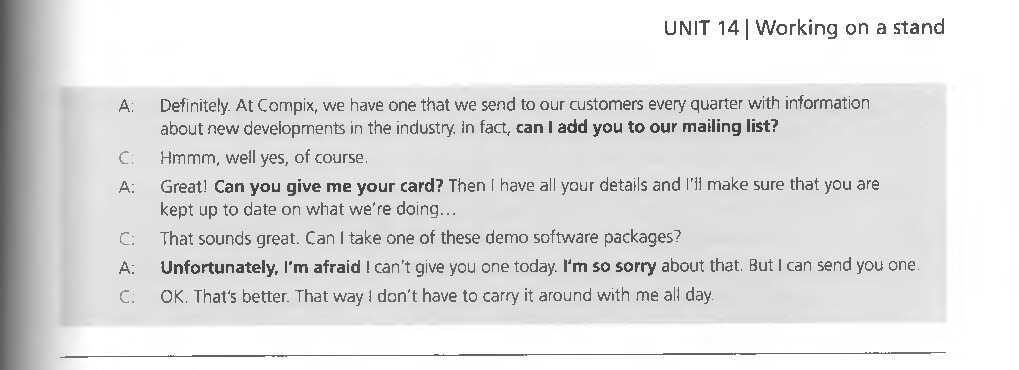 UNIT 14 | Working on a stand
A: Definitely. At Compix, we have one that we send to our customers every quarter with information
about new developments in the industry. In fact, can I add you to our mailing list?
C: Hmmm, well yes, of course.
A: Great! Can you give me your card? Then I have all your details and I'll make sure that you are
kept up to date on what we're doing...
C: That sounds great. Can I take one of these demo software packages?
A: Unfortunately, I'm afraid I can't give you one today. I'm so sorry about that. But I can send you one.
C: OK. That's better. That way I don't have to carry it around with me all day.